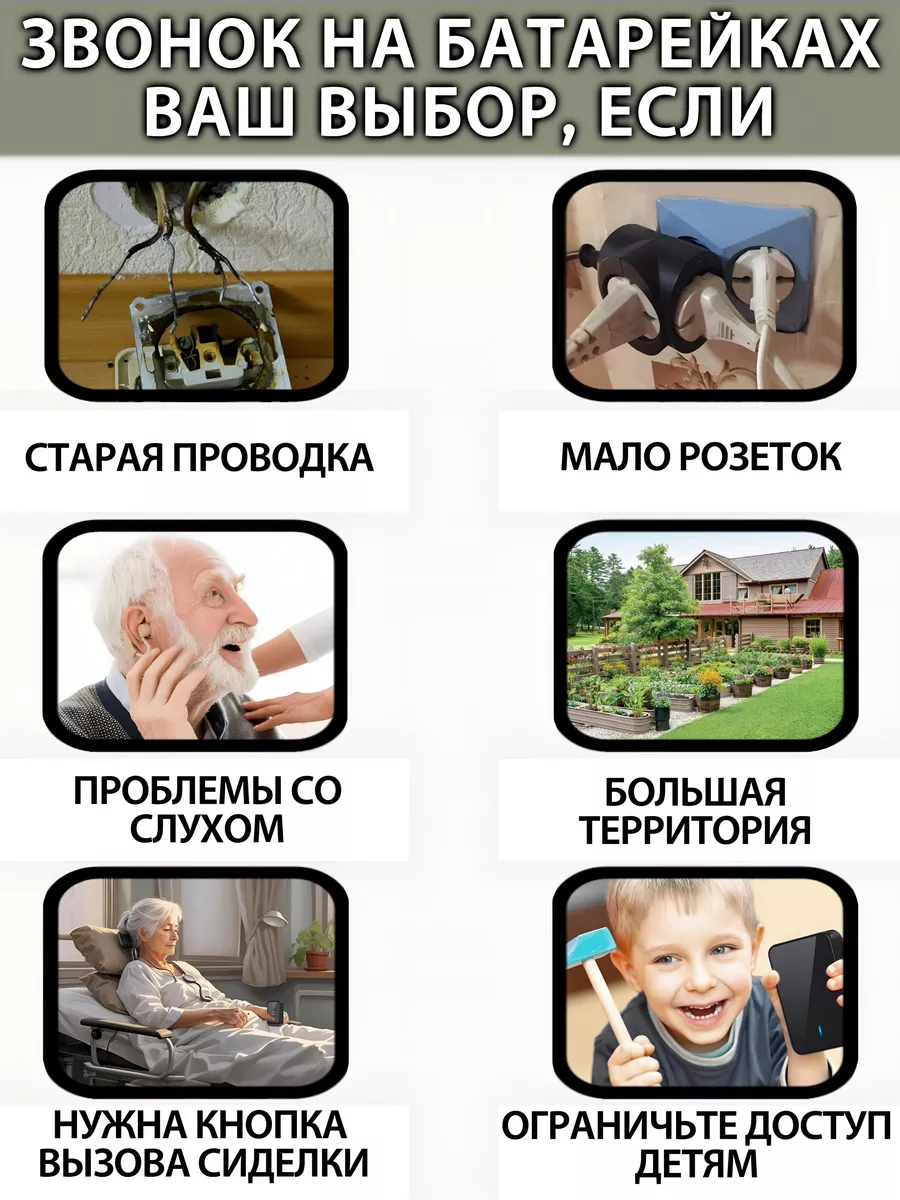 ЗВОНОК НА БАТАРЕЙКАХ
ВАШ ВЫБОР, ЕСЛИ
СТАРАЯ ПРОВОДКА
МАЛО РОЗЕТОК
ПРОБЛЕМЫ СО
СЛУХОМ
БОЛЬШАЯ
ТЕРРИТОРИЯ
НУЖНА КНОПКА
ВЫЗОВА СИДЕЛКИ
ОГРАНИЧЬТЕ ДОСТУП
ДЕТЯМ